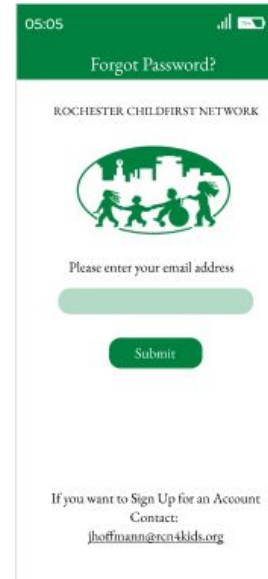 05:05
Forgot Password?
ROCHESTER CHILDFIRST NETWORK
Please enter your email address
Submit
If you want to Sign Up for an Account
Contact:
jhoffmann@rcn4kids.org